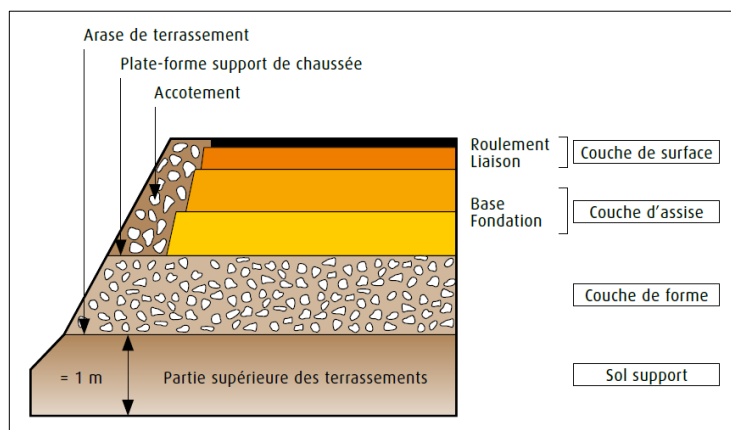 Arase de terrassement
Plate-forme support de chaussée
Accotement
Roulement
Liaison
Couche de surface
Base
Fondation
Couche d'assise
Couche de forme
= 1 m
Partie supérieure des terrassements
Sol support